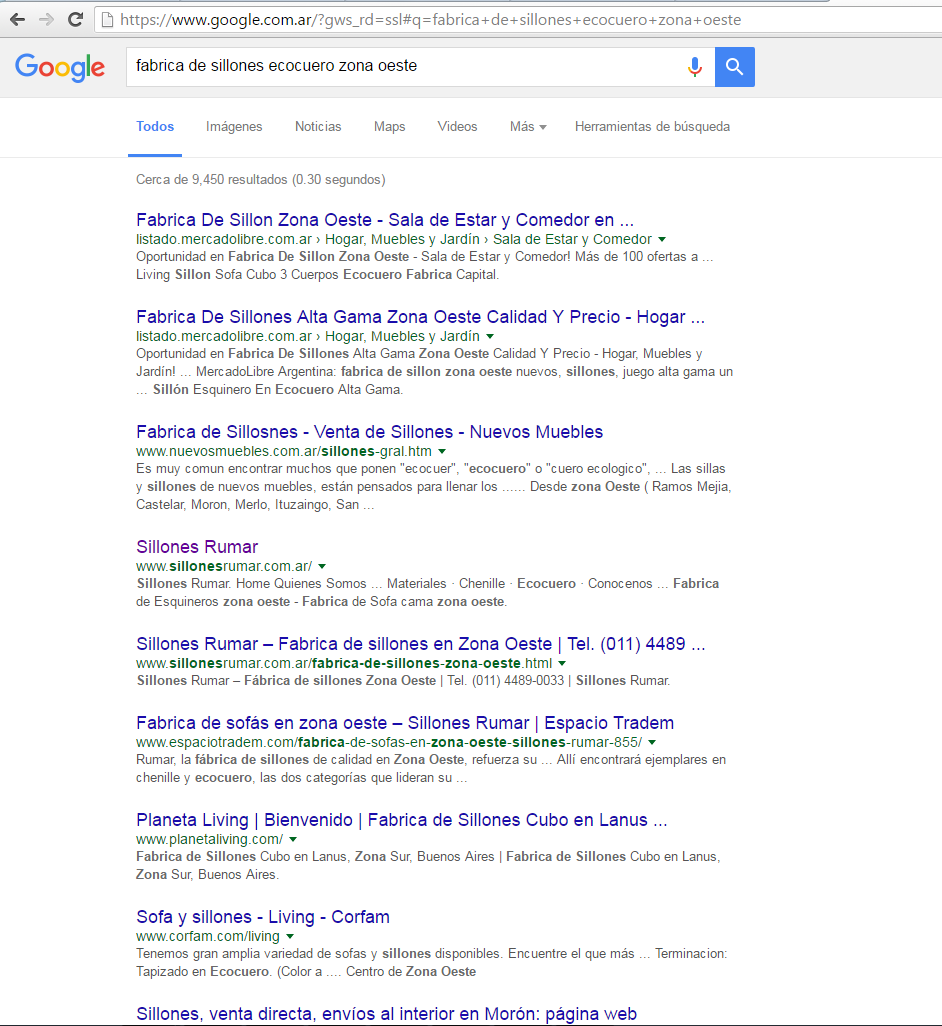 https://www.google.com.ar/?gws_rd=ssl#q=fabrica+de+sillones+ecocuero+zona+oeste
Google
fabrica de sillones ecocuero zona oeste
Todos Imágenes Noticias Maps Videos Más Herramientas de búsqueda
Cerca de 9,450 resultados (0.30 segundos)
Fabrica De Sillon Zona Oeste - Sala de Estar y Comedor en ...
listado.mercadolibre.com.ar › Hogar, Muebles y Jardín › Sala de Estar y Comedor
Oportunidad en Fabrica De Sillon Zona Oeste - Sala de Estar y Comedor! Más de 100 ofertas a ...
Living Sillon Sofa Cubo 3 Cuerpos Ecocuero Fabrica Capital.
Fabrica De Sillones Alta Gama Zona Oeste Calidad Y Precio - Hogar ...
listado.mercadolibre.com.ar › Hogar, Muebles y Jardín
Oportunidad en Fabrica De Sillones Alta Gama Zona Oeste Calidad Y Precio - Hogar, Muebles y
Jardín! ... MercadoLibre Argentina: fabrica de sillon zona oeste nuevos, sillones, juego alta gama un
... Sillón Esquinero En Ecocuero Alta Gama.
Fabrica de Sillosnes - Venta de Sillones - Nuevos Muebles
www.nuevosmuebles.com.ar/sillones-gral.htm
Es muy comun encontrar muchos que ponen "ecocuer", "ecocuero" o "cuero ecologico", ... Las sillas
y sillones de nuevos muebles, están pensados para llenar los ...... Desde zona Oeste ( Ramos Mejia,
Castelar, Moron, Merlo, Ituzaingo, San ...
Sillones Rumar
www.sillonesrumar.com.ar/
Sillones Rumar. Home Quienes Somos ... Materiales · Chenille · Ecocuero · Conocenos ... Fabrica
de Esquineros zona oeste - Fabrica de Sofa cama zona oeste.
Sillones Rumar – Fabrica de sillones en Zona Oeste | Tel. (011) 4489 ...
www.sillonesrumar.com.ar/fabrica-de-sillones-zona-oeste.html
Sillones Rumar – Fábrica de sillones Zona Oeste | Tel. (011) 4489-0033 | Sillones Rumar.
Fabrica de sofás en zona oeste – Sillones Rumar | Espacio Tradem
www.espaciotradem.com/fabrica-de-sofas-en-zona-oeste-sillones-rumar-855/
Rumar, la fábrica de sillones de calidad en Zona Oeste, refuerza su ... Allí encontrará ejemplares en
chenille y ecocuero, las dos categorías que lideran su ...
Planeta Living | Bienvenido | Fabrica de Sillones Cubo en Lanus ...
www.planetaliving.com/
Fabrica de Sillones Cubo en Lanus, Zona Sur, Buenos Aires | Fabrica de Sillones Cubo en Lanus,
Zona Sur, Buenos Aires.
Sofa y sillones - Living - Corfam
www.corfam.com/living
Tenemos gran amplia variedad de sofas y sillones disponibles. Encuentre el que más ... Terminacion:
Tapizado en Ecocuero. (Color a .... Centro de Zona Oeste
Sillones, venta directa, envíos al interior en Morón: página web